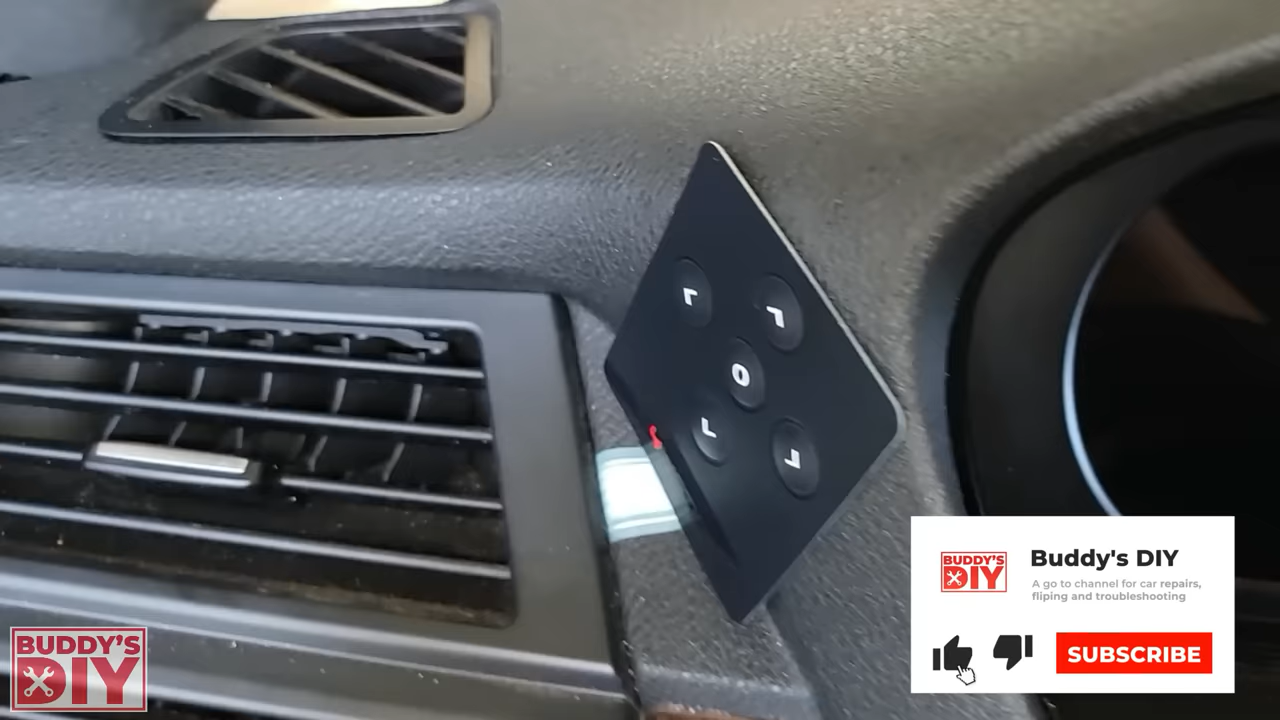 O
BUDDY'S
DIY
Buddy's DIY
A go to channel for car repairs,
fliping and troubleshooting
SUBSCRIBE
BUDDY'S
DIY